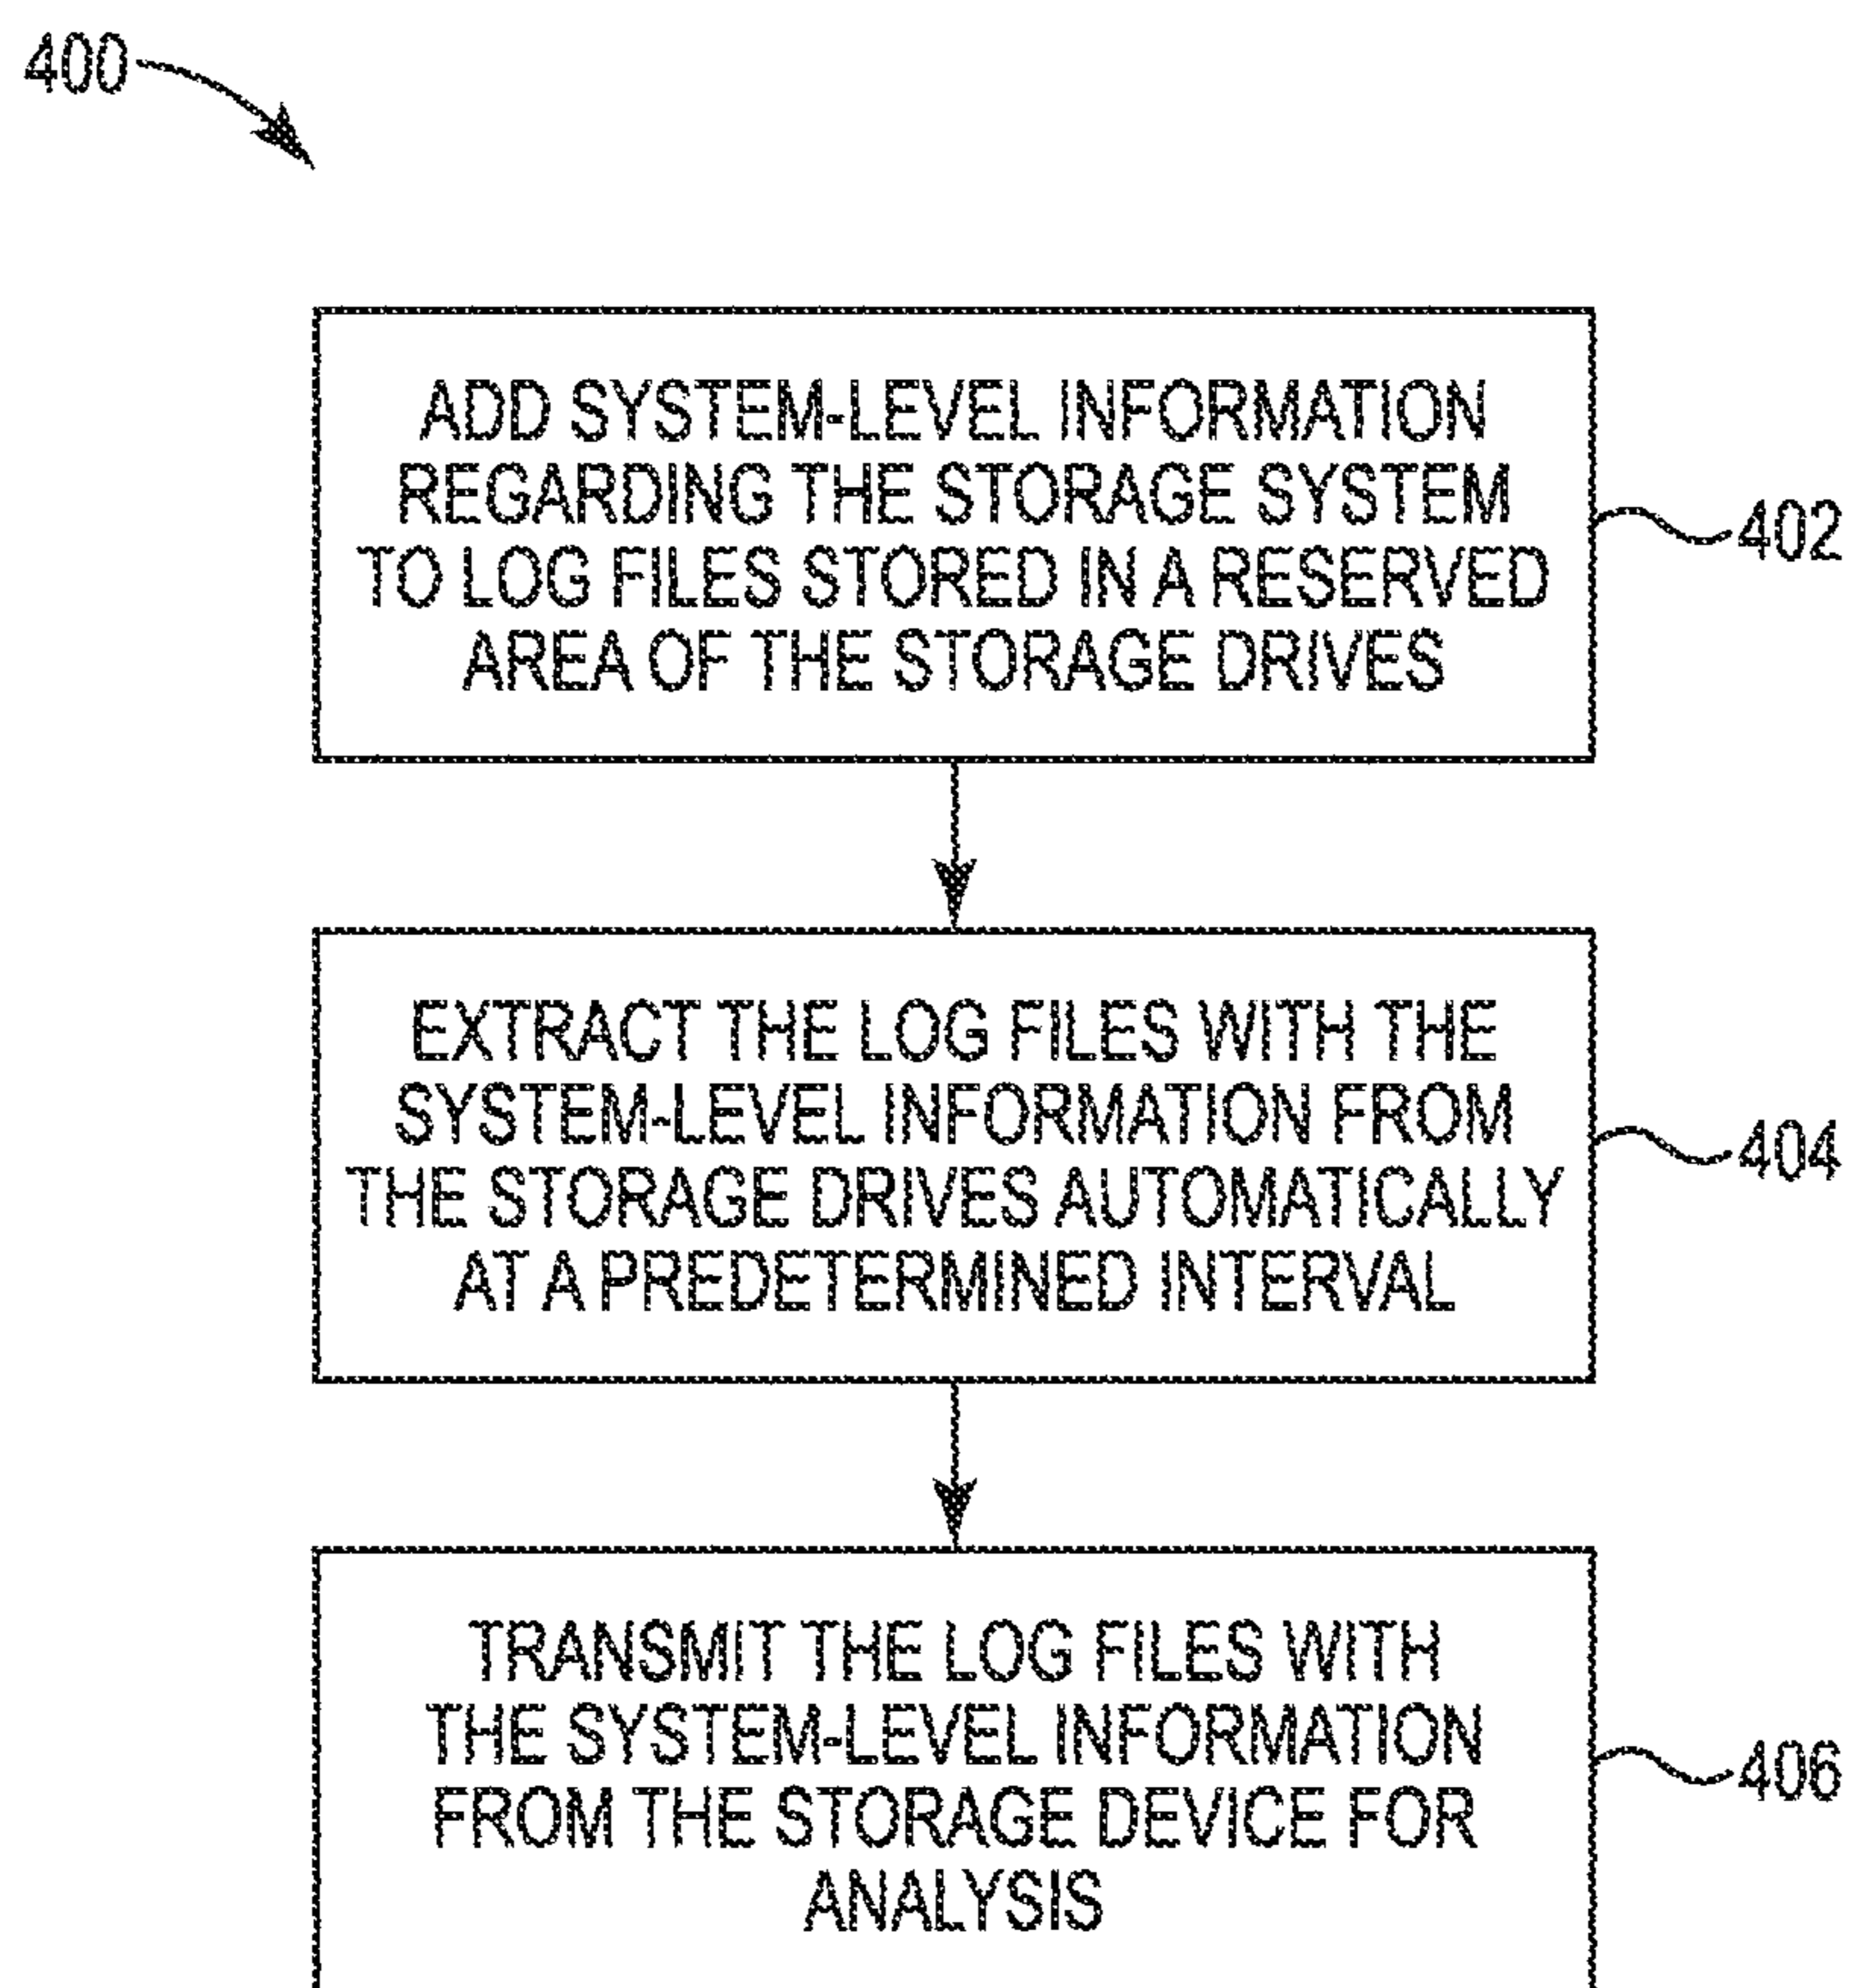 400
ADD SYSTEM-LEVEL INFORMATION
REGARDING THE STORAGE SYSTEM
TO LOG FILES STORED IN A RESERVED
AREA OF THE STORAGE DRIVES
402
EXTRACT THE LOG FILES WITH THE
SYSTEM-LEVEL INFORMATION FROM
THE STORAGE DRIVES AUTOMATICALLY
AT A PREDETERMINED INTERVAL
404
TRANSMIT THE LOG FILES WITH
THE SYSTEM-LEVEL INFORMATION
FROM THE STORAGE DEVICE FOR
ANALYSIS
406